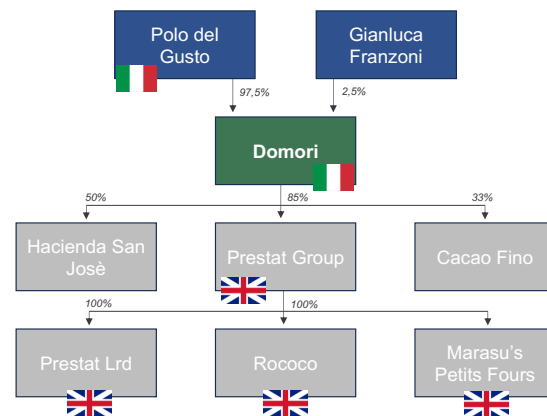 Polo del
Gusto
Gianluca
Franzoni
97,5%
2,5%
Domori
50%
85%
33%
Hacienda San
Josè
Prestat Group
Cacao Fino
100%
100%
Prestat Lrd
Rococo
Marasu's
Petits Fours